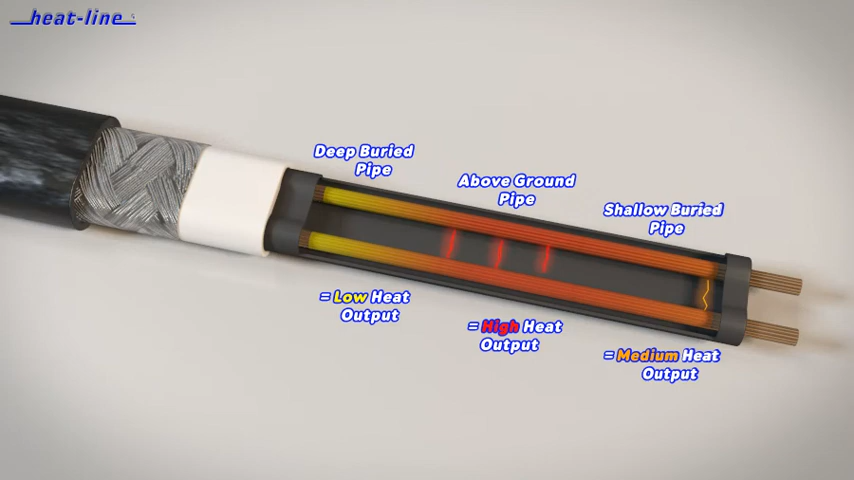 heat-line
Deep Buried
Pipe
Above Ground
Pipe
Shallow Buried
Pipe
= Low Heat
Output
= High Heat
Output
= Medium Heat
Output